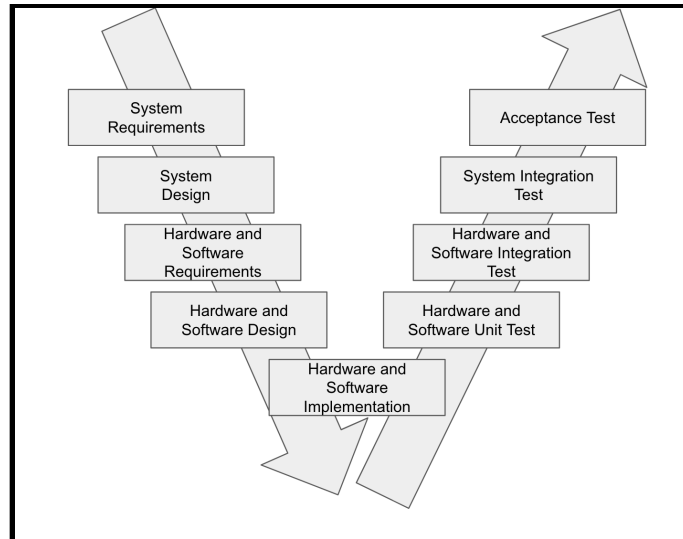 System
Requirements
Acceptance Test
System
Design
System Integration
Test
Hardware and
Software
Requirements
Hardware and
Software Integration
Test
Hardware and
Software Design
Hardware and
Software Unit Test
Hardware and
Software
Implementation